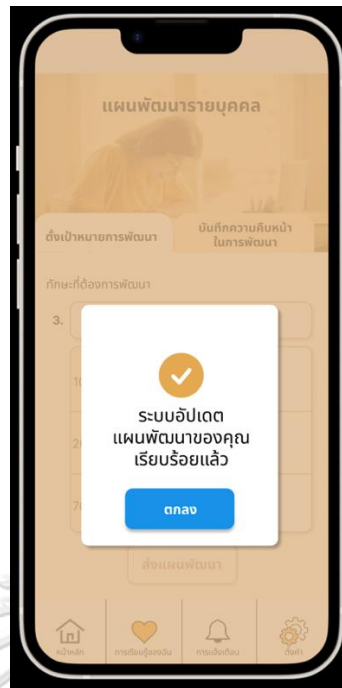 แผนพัฒนารายบุคคล
ตั้งเป้าหมายการพัฒนา
บันทึกความคืบหน้า
ในการพัฒนา
ทักษะที่ต้องการพัฒนา
3.
10
ระบบอัปเดต
แผนพัฒนาของคุณ
เรียบร้อยแล้ว
20
70
ตกลง
ส่งแผนพัฒนา
หน้าหลัก
การเรียนรู้ของฉัน
การแจ้งเตือน
ตั้งค่า